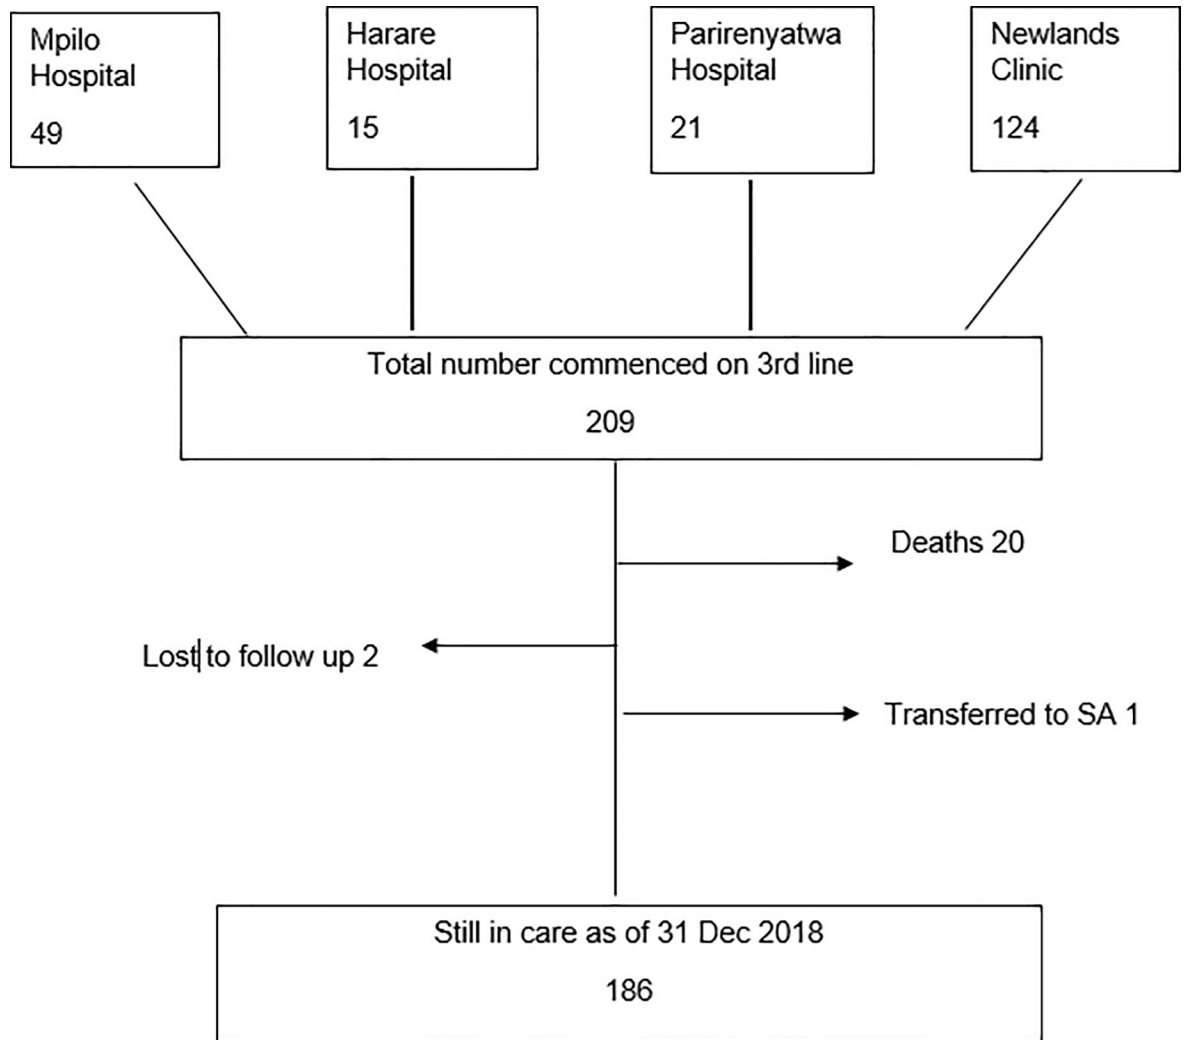 Mpilo
Hospital
49
Harare
Hospital
15
Parirenyatwa
Hospital
21
Newlands
Clinic
124
Total number commenced on 3rd line
209
Deaths 20
Lost to follow up 2
Transferred to SA 1
Still in care as of 31 Dec 2018
186